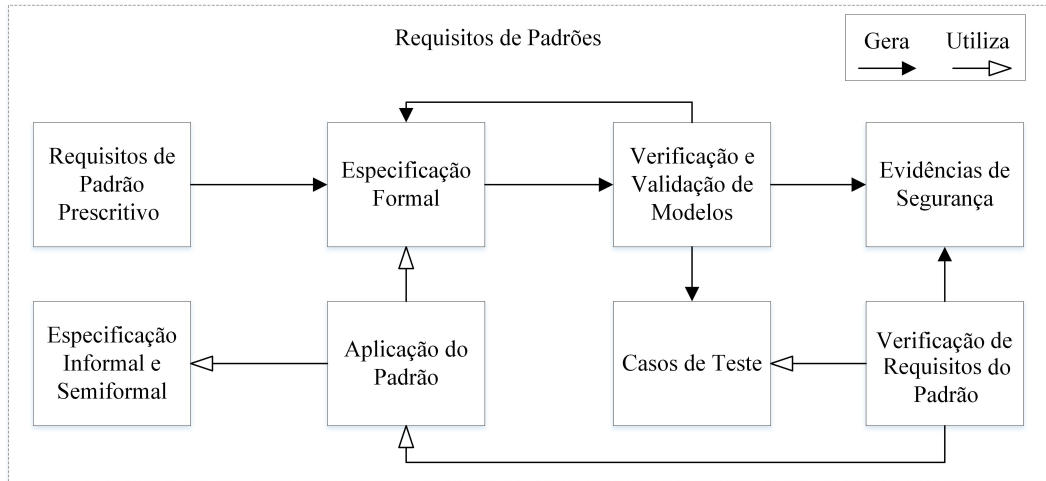 Requisitos de Padrões
Gera
Utiliza
Requisitos de
Padrão
Prescritivo
Especificação
Formal
Verificação e
Validação de
Modelos
Evidências de
Segurança
Especificação
Informal e
Semiformal
Aplicação do
Padrão
Casos de Teste
Verificação de
Requisitos do
Padrão